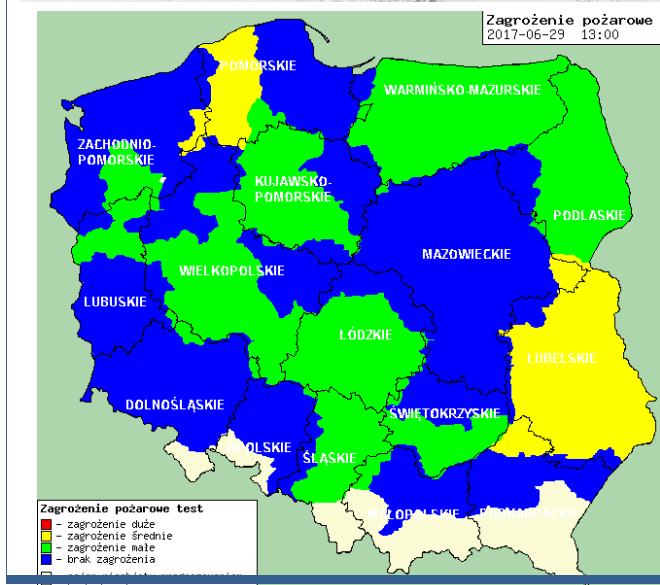 Zagrożenie pożarowe
2017-06-29 13:00
POMORSKIE
WARMIŃSKO-MAZURSKIE
ZACHODNIO-
POMORSKIE
KUJAWSKO-
POMORSKIE
PODLASKIE
MAZOWIECKIE
WIELKOPOLSKIE
LUBUSKIE
ŁÓDZKIE
LUBELSKIE
DOLNOŚLĄSKIE
ŚWIĘTOKRZYSKIE
OPOLSKIE
ŚLĄSKIE
MAŁOPOLSKIE
PODKARPACKIE
Zagrożenie pożarowe test
- zagrożenie duże
- zagrożenie średnie
- zagrożenie małe
- brak zagrożenia